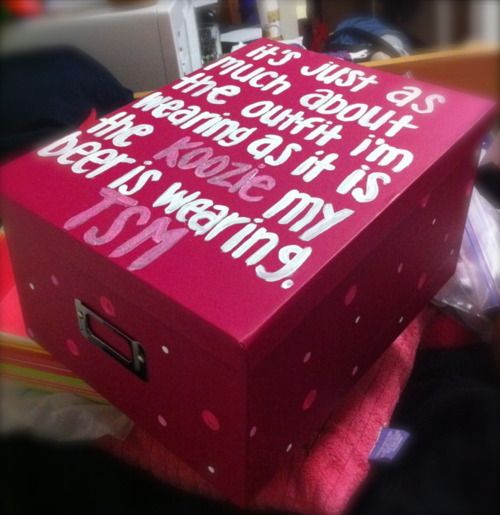 it's just as
much about
the outfit i'm
wearing as it is
the KOOZIE my
beer is wearing.
TSM